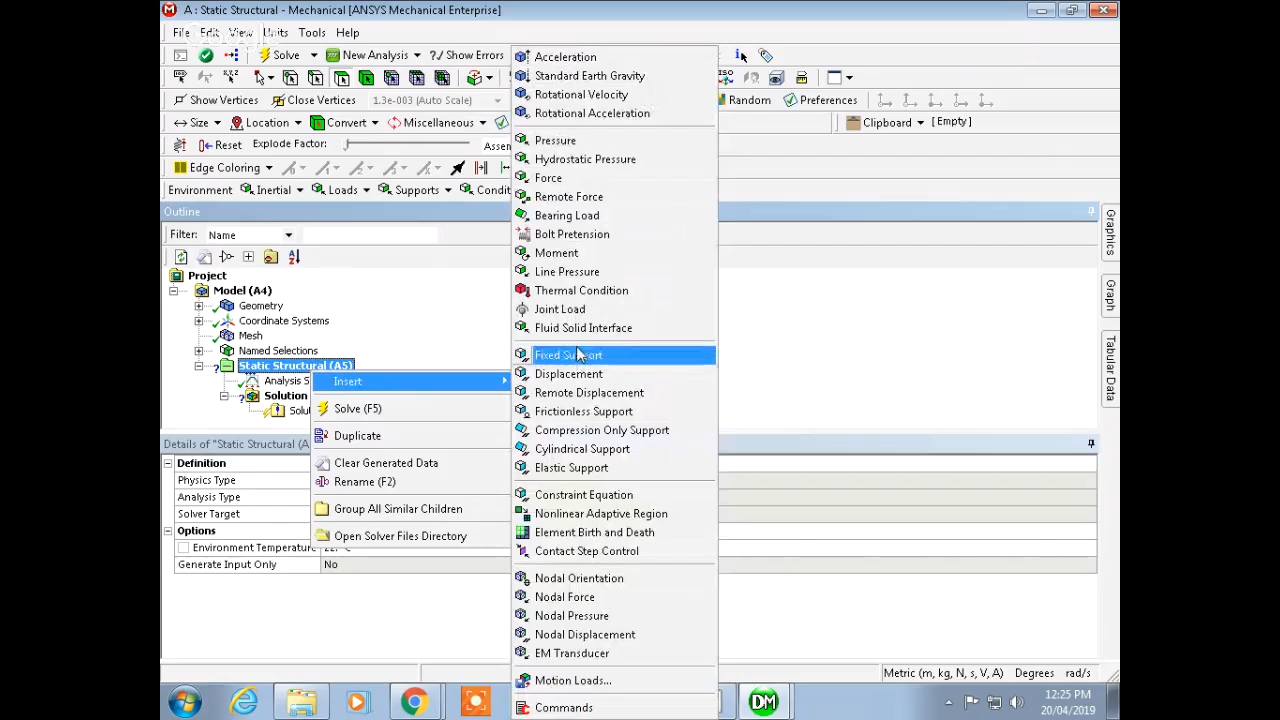 A : Static Structural - Mechanical [ANSYS Mechanical Enterprise]
File Edit View Units Tools Help
Solve New Analysis ?/ Show Errors
Show Vertices Close Vertices 1.3e-003 (Auto Scale) Random Preferences
Size Location Convert Miscellaneous Clipboard [Empty]
Reset Explode Factor: Assen
Edge Coloring
Environment Inertial Loads Supports Condit
Outline
Filter: Name
Project
Model (A4)
Geometry
Coordinate Systems
Mesh
Named Selections
Static Structural (A5)
Analysis S
Solution
Solut
Insert
Solve (F5)
Duplicate
Clear Generated Data
Rename (F2)
Group All Similar Children
Open Solver Files Directory
Acceleration
Standard Earth Gravity
Rotational Velocity
Rotational Acceleration
Pressure
Hydrostatic Pressure
Force
Remote Force
Bearing Load
Bolt Pretension
Moment
Line Pressure
Thermal Condition
Joint Load
Fluid Solid Interface
Fixed Support
Displacement
Remote Displacement
Frictionless Support
Compression Only Support
Cylindrical Support
Elastic Support
Constraint Equation
Nonlinear Adaptive Region
Element Birth and Death
Contact Step Control
Nodal Orientation
Nodal Force
Nodal Pressure
Nodal Displacement
EM Transducer
Motion Loads...
Commands
Details of "Static Structural (A
Definition
Physics Type
Analysis Type
Solver Target
Options
Environment Temperature
Generate Input Only No
Graphics
Graph
Tabular Data
Metric (m, kg, N, s, V, A) Degrees rad/s
DM
12:25 PM
20/04/2019